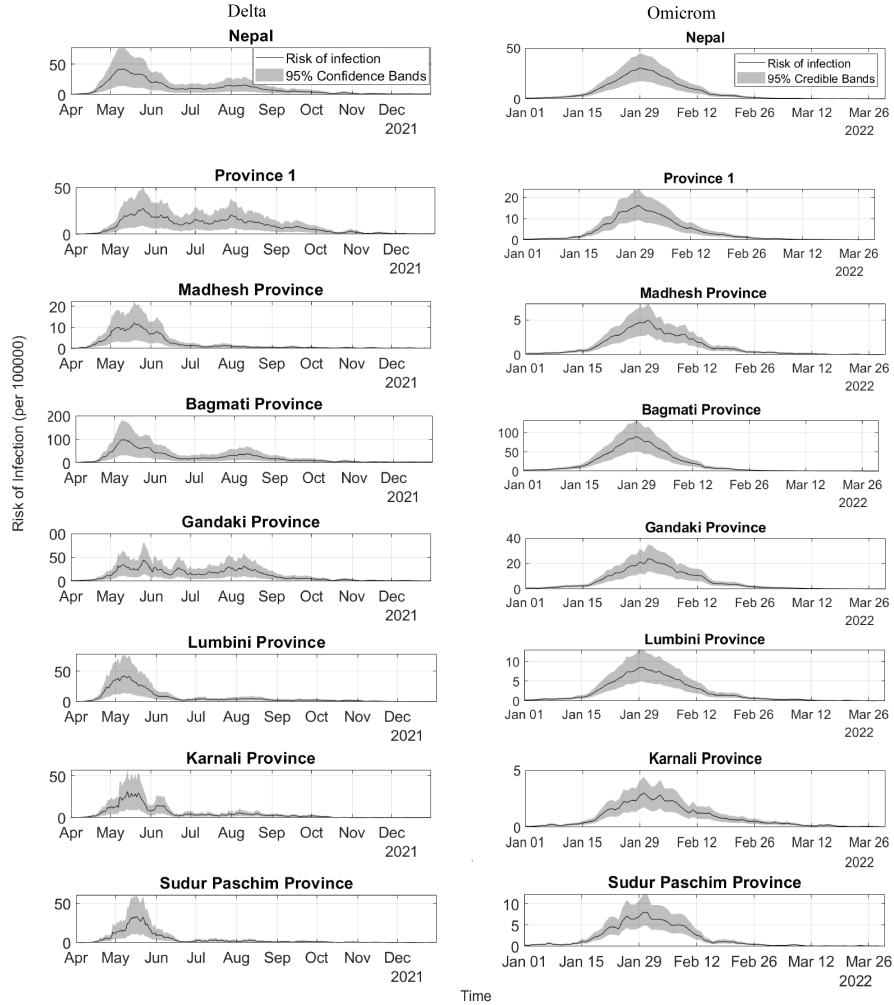 Delta
Omicrom
Nepal
50
0
Risk of infection
95% Confidence Bands
Apr May Jun Jul Aug Sep Oct Nov Dec
2021
Nepal
50
0
Risk of infection
95% Credible Bands
Jan 01 Jan 15 Jan 29 Feb 12 Feb 26 Mar 12 Mar 26
2022
Province 1
50
0
Apr May Jun Jul Aug Sep Oct Nov Dec
2021
Province 1
20
10
0
Jan 01 Jan 15 Jan 29 Feb 12 Feb 26 Mar 12 Mar 26
2022
Madhesh Province
20
10
0
Apr May Jun Jul Aug Sep Oct Nov Dec
2021
Madhesh Province
5
0
Jan 01 Jan 15 Jan 29 Feb 12 Feb 26 Mar 12 Mar 26
2022
Risk of Infection (per 100000)
Bagmati Province
200
100
0
Apr May Jun Jul Aug Sep Oct Nov Dec
2021
Bagmati Province
100
50
0
Jan 01 Jan 15 Jan 29 Feb 12 Feb 26 Mar 12 Mar 26
2022
Gandaki Province
00
50
0
Apr May Jun Jul Aug Sep Oct Nov Dec
2021
Gandaki Province
40
20
0
Jan 01 Jan 15 Jan 29 Feb 12 Feb 26 Mar 12 Mar 26
2022
Lumbini Province
50
0
Apr May Jun Jul Aug Sep Oct Nov Dec
2021
Lumbini Province
10
5
0
Jan 01 Jan 15 Jan 29 Feb 12 Feb 26 Mar 12 Mar 26
2022
Karnali Province
50
0
Apr May Jun Jul Aug Sep Oct Nov Dec
2021
Karnali Province
5
0
Jan 01 Jan 15 Jan 29 Feb 12 Feb 26 Mar 12 Mar 26
2022
Sudur Paschim Province
50
0
Apr May Jun Jul Aug Sep Oct Nov Dec
2021
Sudur Paschim Province
10
5
0
Jan 01 Jan 15 Jan 29 Feb 12 Feb 26 Mar 12 Mar 26
2022
Time